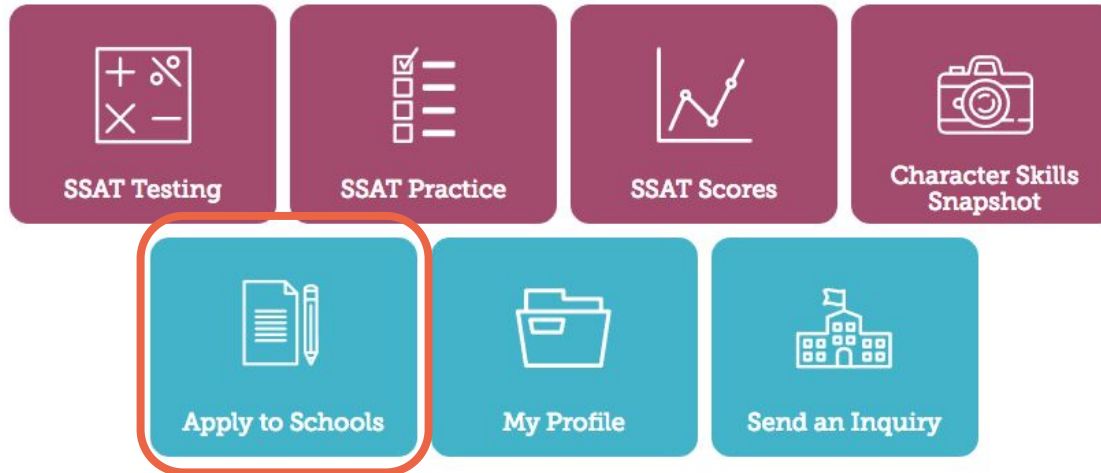 SSAT Testing
SSAT Practice
SSAT Scores
Character Skills
Snapshot
Apply to Schools
My Profile
Send an Inquiry